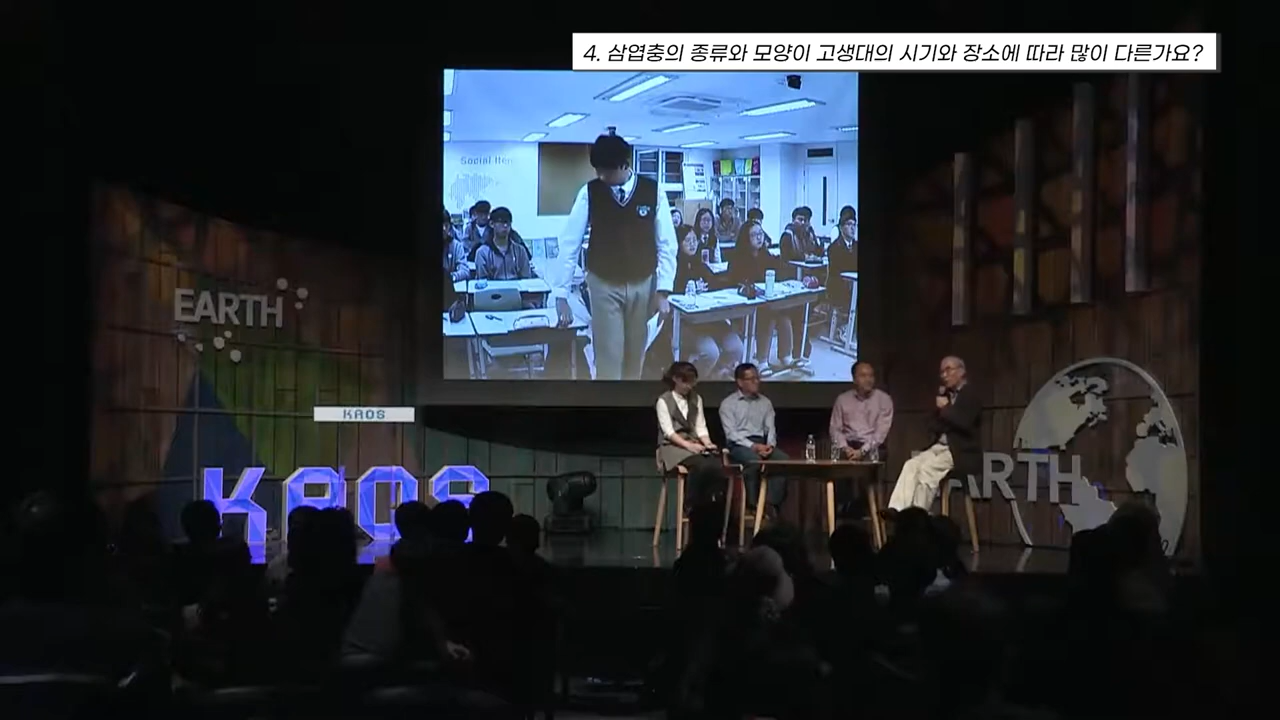 4. 삼엽충의 종류와 모양이 고생대의 시기와 장소에 따라 많이 다른가요?
Social Item
EARTH
KAOS
KAOS
ARTH